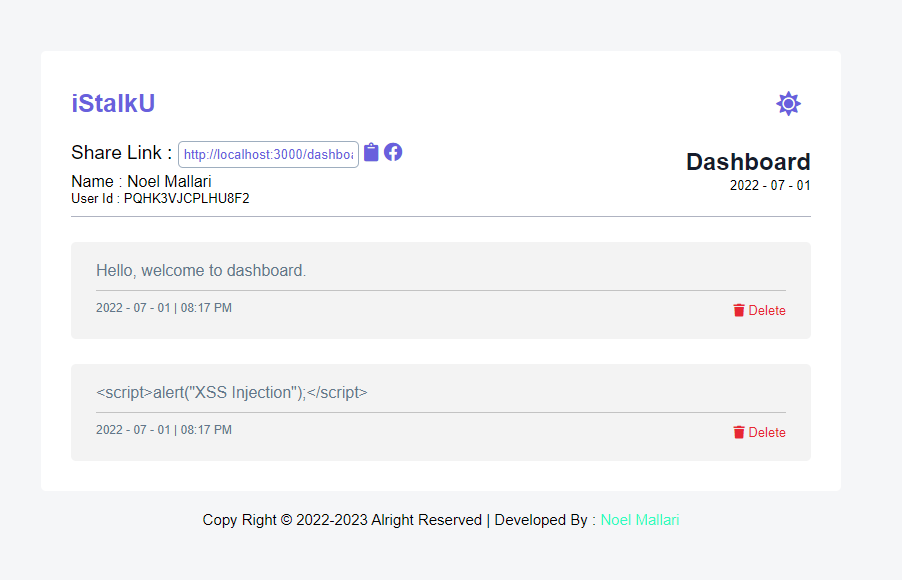 iStalkU
Share Link : http://localhost:3000/dashboa
Name : Noel Mallari
User Id : PQHK3VJCPLHU8F2
Dashboard
2022 - 07 - 01
Hello, welcome to dashboard.
2022 - 07 - 01 | 08:17 PM
Delete
<script>alert("XSS Injection");</script>
2022 - 07 - 01 | 08:17 PM
Delete
Copy Right © 2022-2023 Alright Reserved | Developed By : Noel Mallari